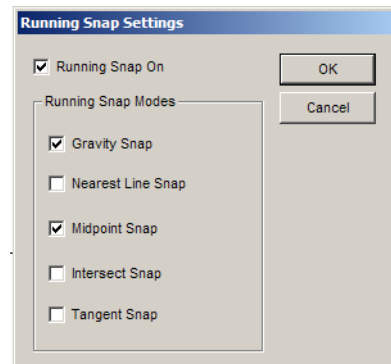 Running Snap Settings
Running Snap On
OK
Cancel
Running Snap Modes
Gravity Snap
Nearest Line Snap
Midpoint Snap
Intersect Snap
Tangent Snap